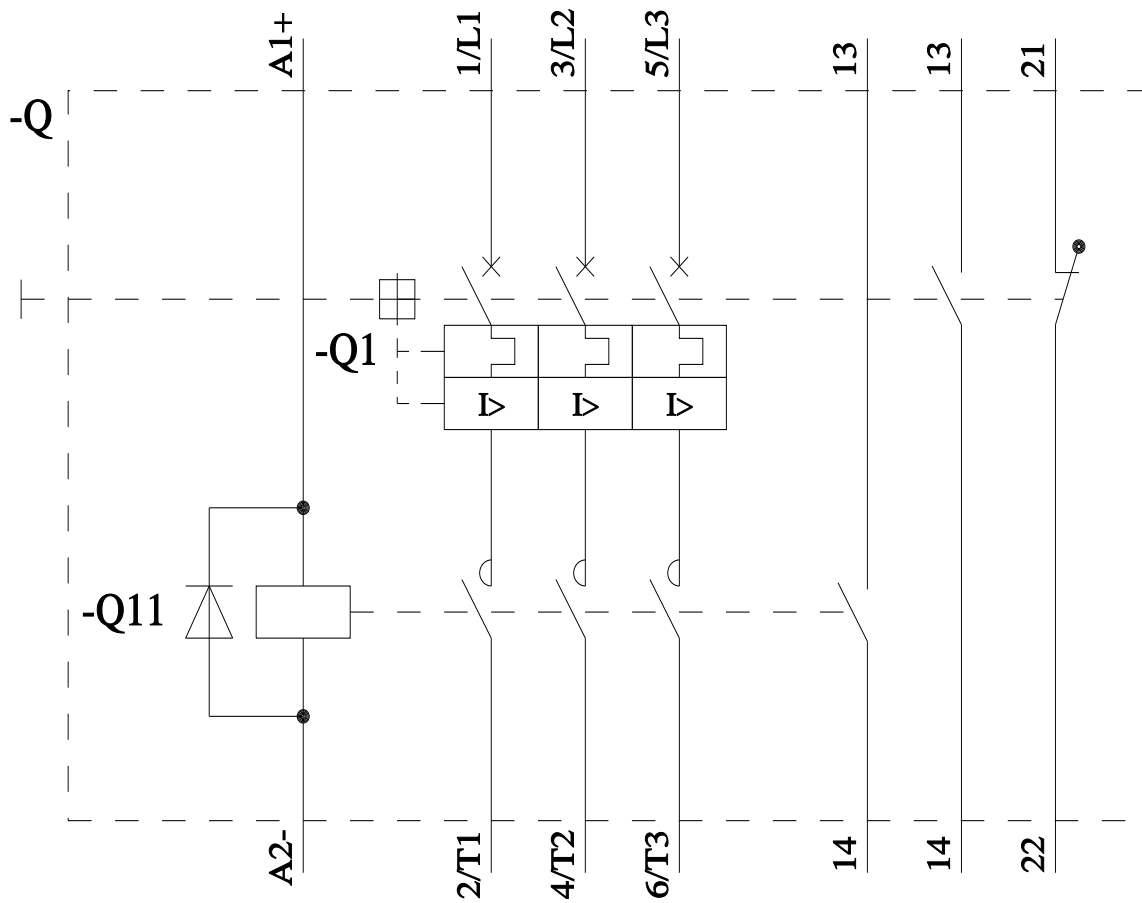 A1+
1/L1
3/L2
5/L3
13
13
21
-Q
-Q1
I>
I>
I>
-Q11
A2-
2/T1
4/T2
6/T3
14
14
22